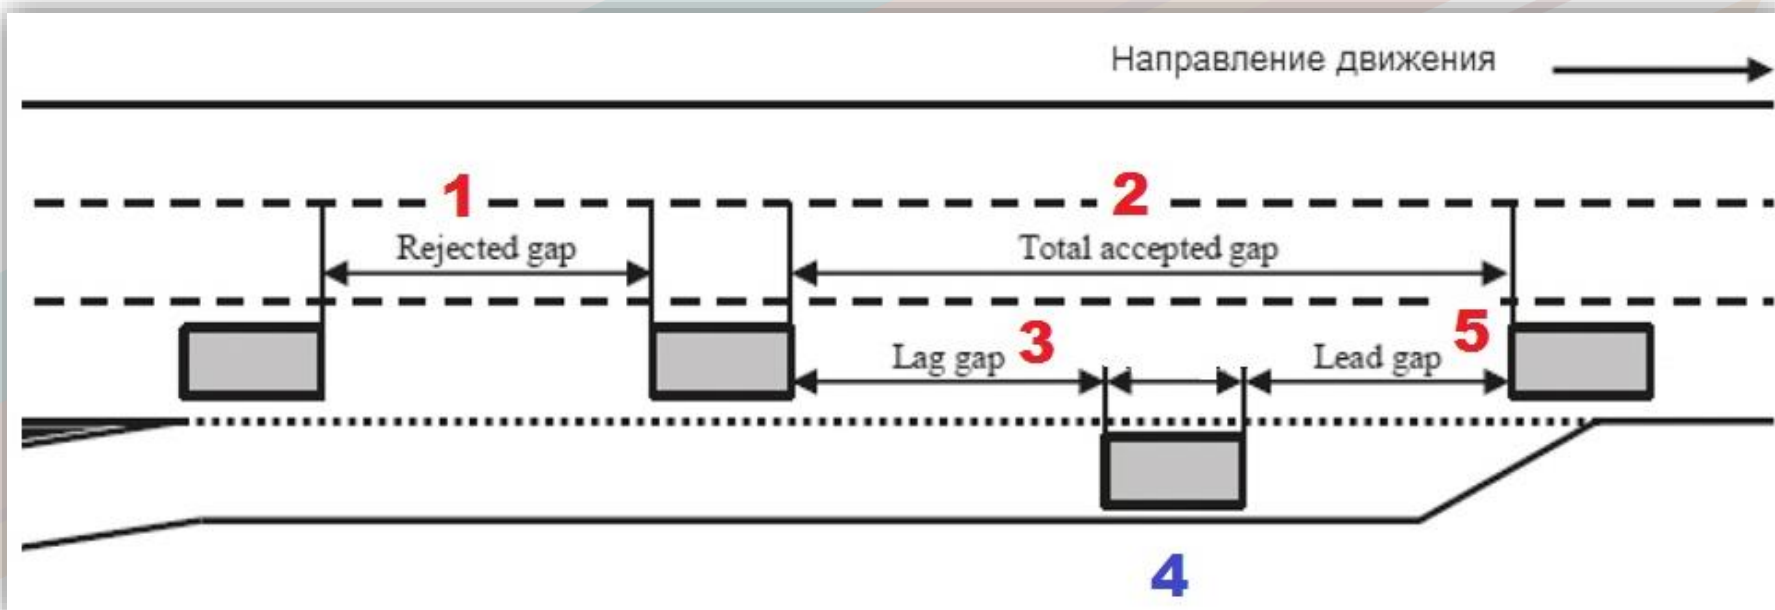 Направление движения
1
2
Rejected gap
Total accepted gap
3
5
Lag gap
Lead gap
4